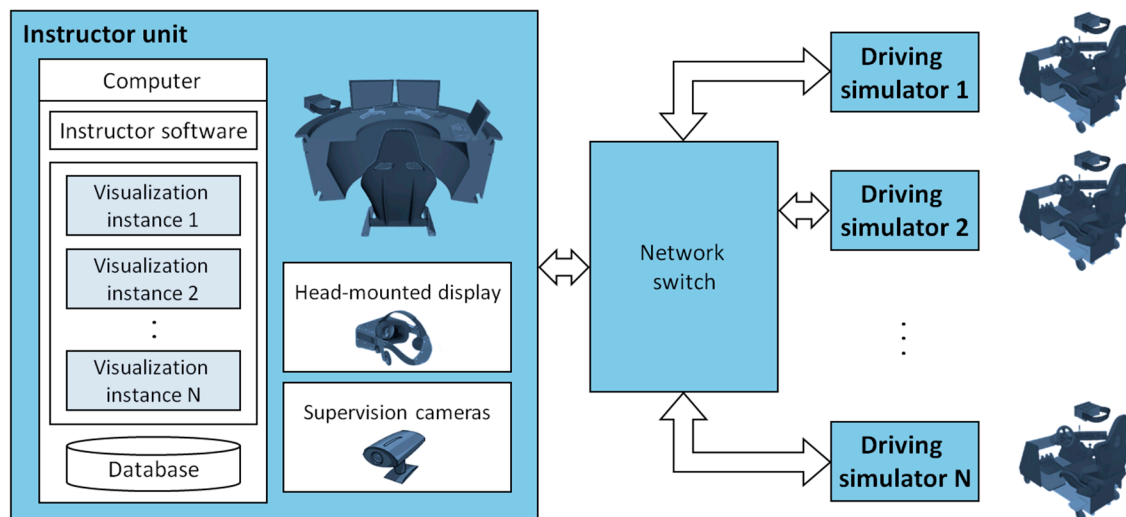 Instructor unit
Computer
Instructor software
Visualization
instance 1
Visualization
instance 2
:
Visualization
instance N
Database
Head-mounted display
Supervision cameras
Network
switch
Driving
simulator 1
Driving
simulator 2
⋮
Driving
simulator N